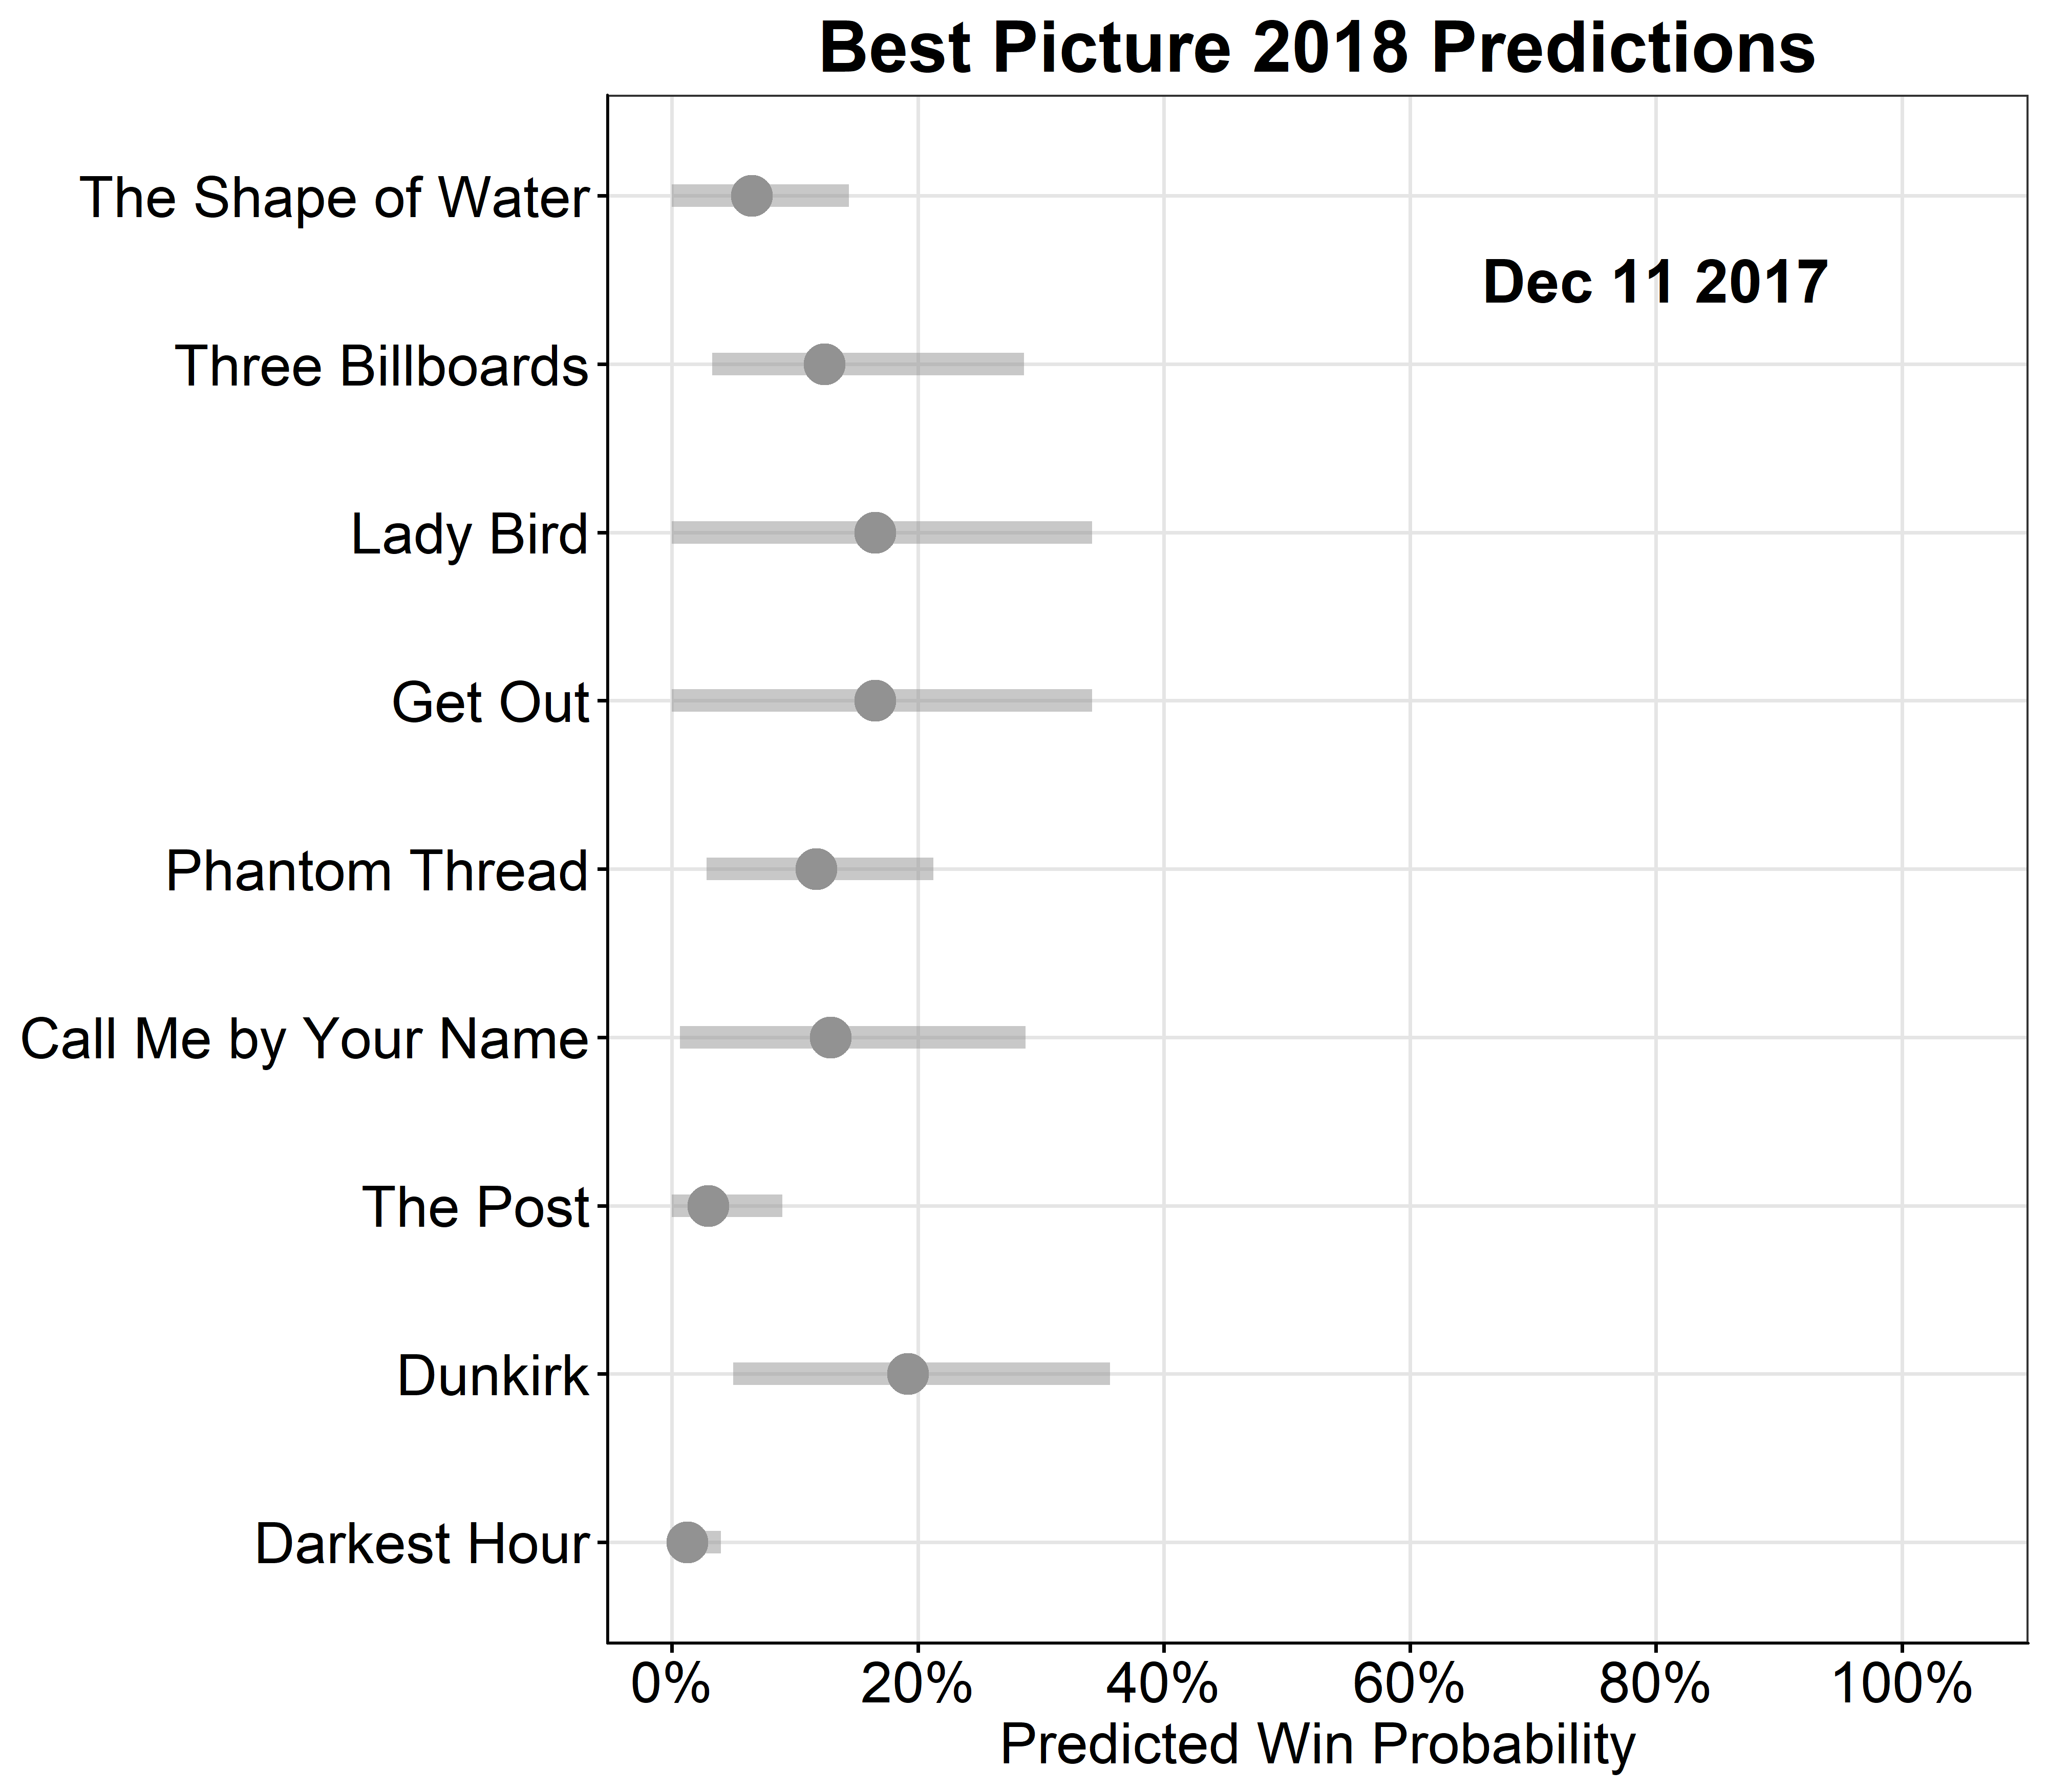 Best Picture 2018 Predictions
The Shape of Water
Dec 11 2017
Three Billboards
Lady Bird
Get Out
Phantom Thread
Call Me by Your Name
The Post
Dunkirk
Darkest Hour
0% 20% 40% 60% 80% 100%
Predicted Win Probability